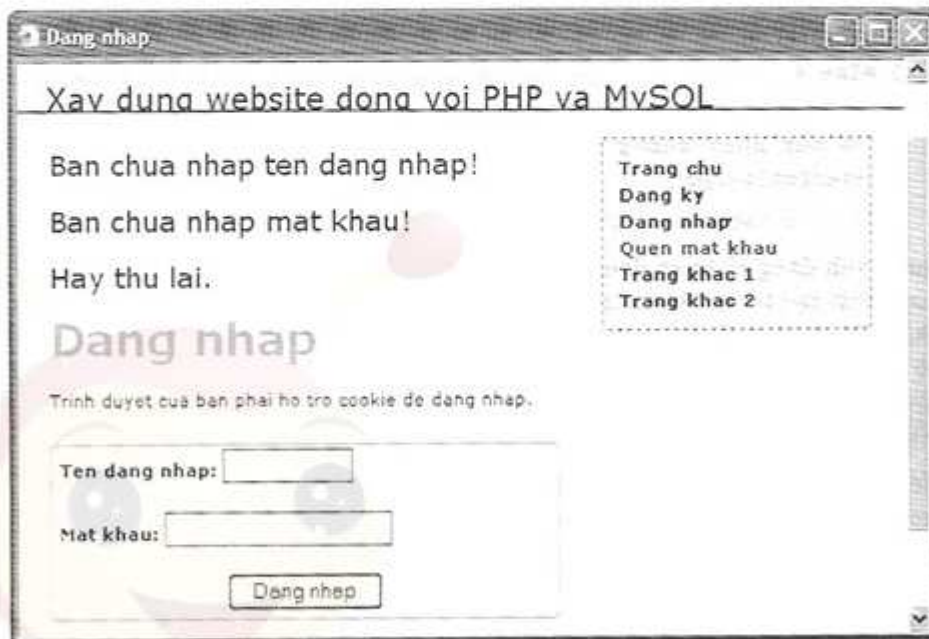 Dang nhap
Xay dung website dong voi PHP va MySQL
Ban chua nhap ten dang nhap!
Ban chua nhap mat khau!
Hay thu lai.
Dang nhap
Trinh duyet cua ban phai ho tro cookie de dang nhap.
Ten dang nhap:
Mat khau:
Dang nhap
Trang chu
Dang ky
Dang nhap
Quen mat khau
Trang khac 1
Trang khac 2